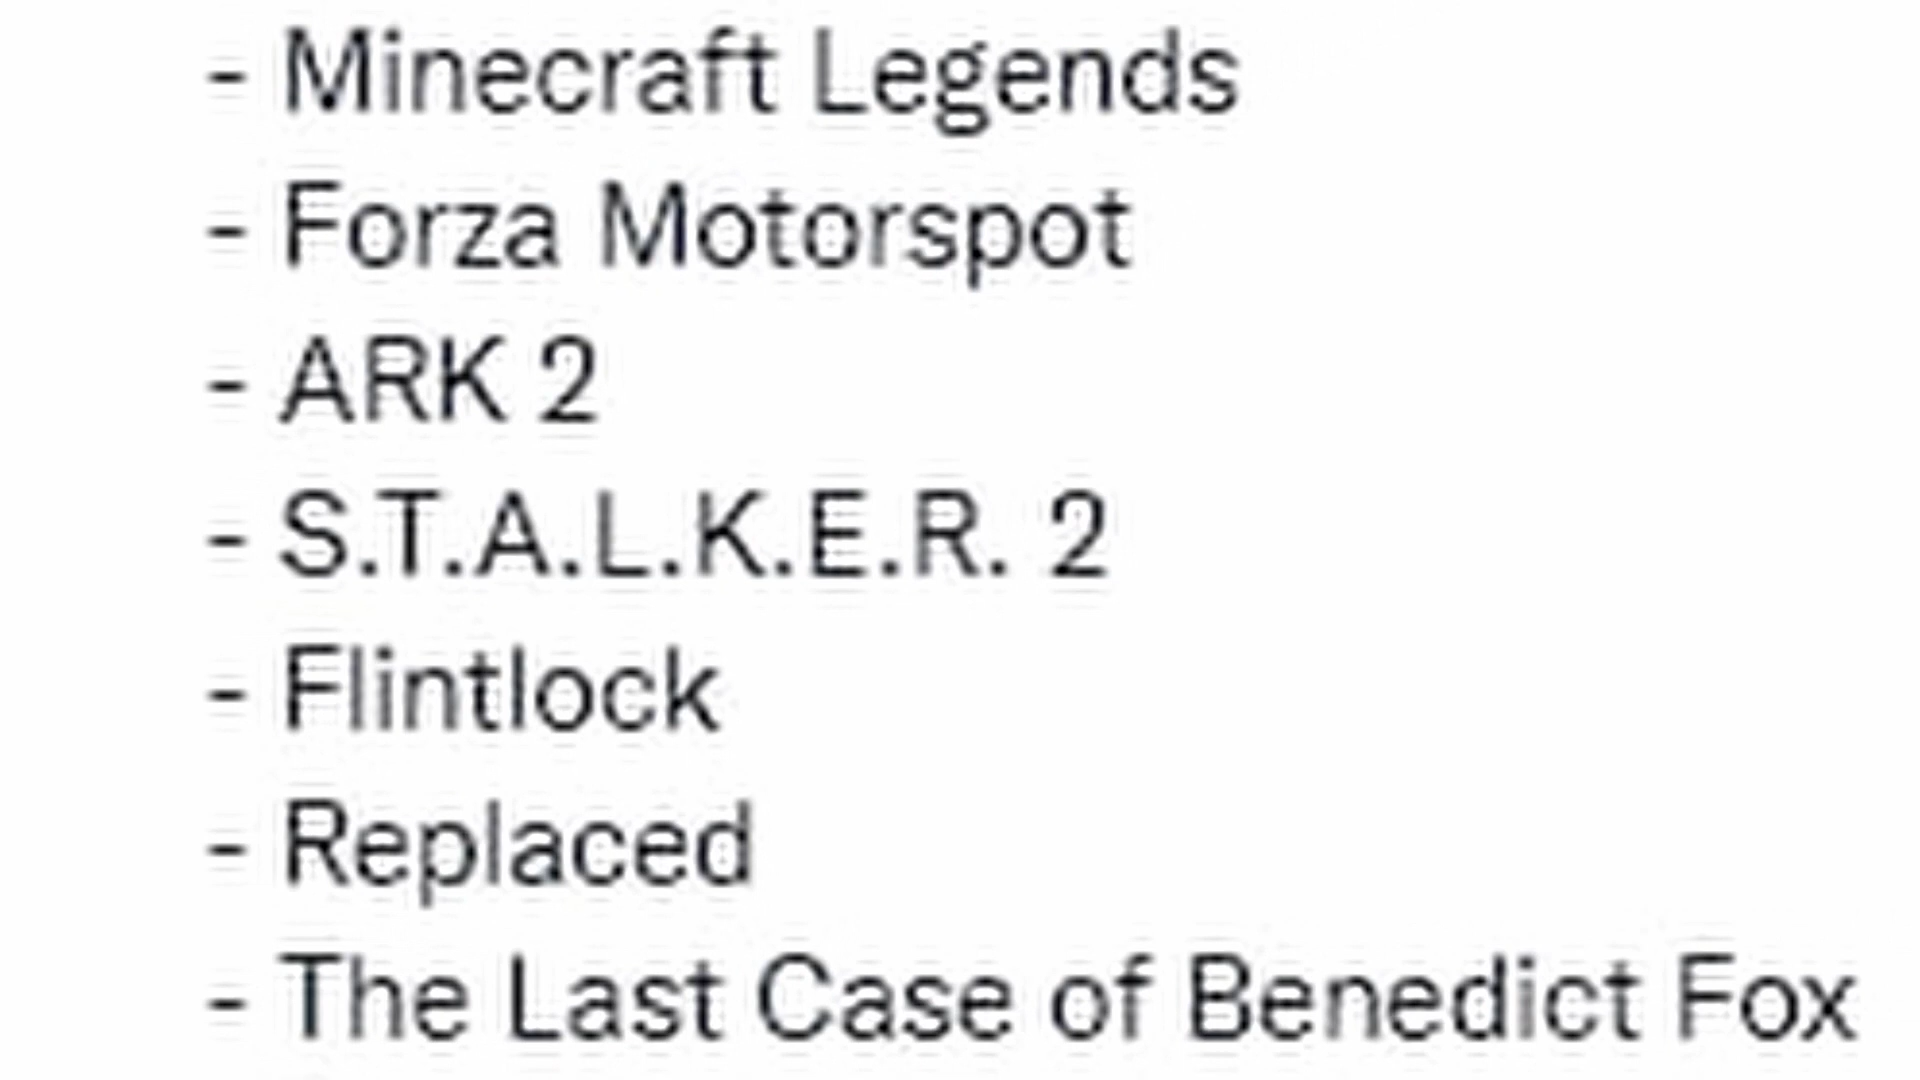 - Minecraft Legends
- Forza Motorspot
- ARK 2
- S.T.A.L.K.E.R. 2
- Flintlock
- Replaced
- The Last Case of Benedict Fox